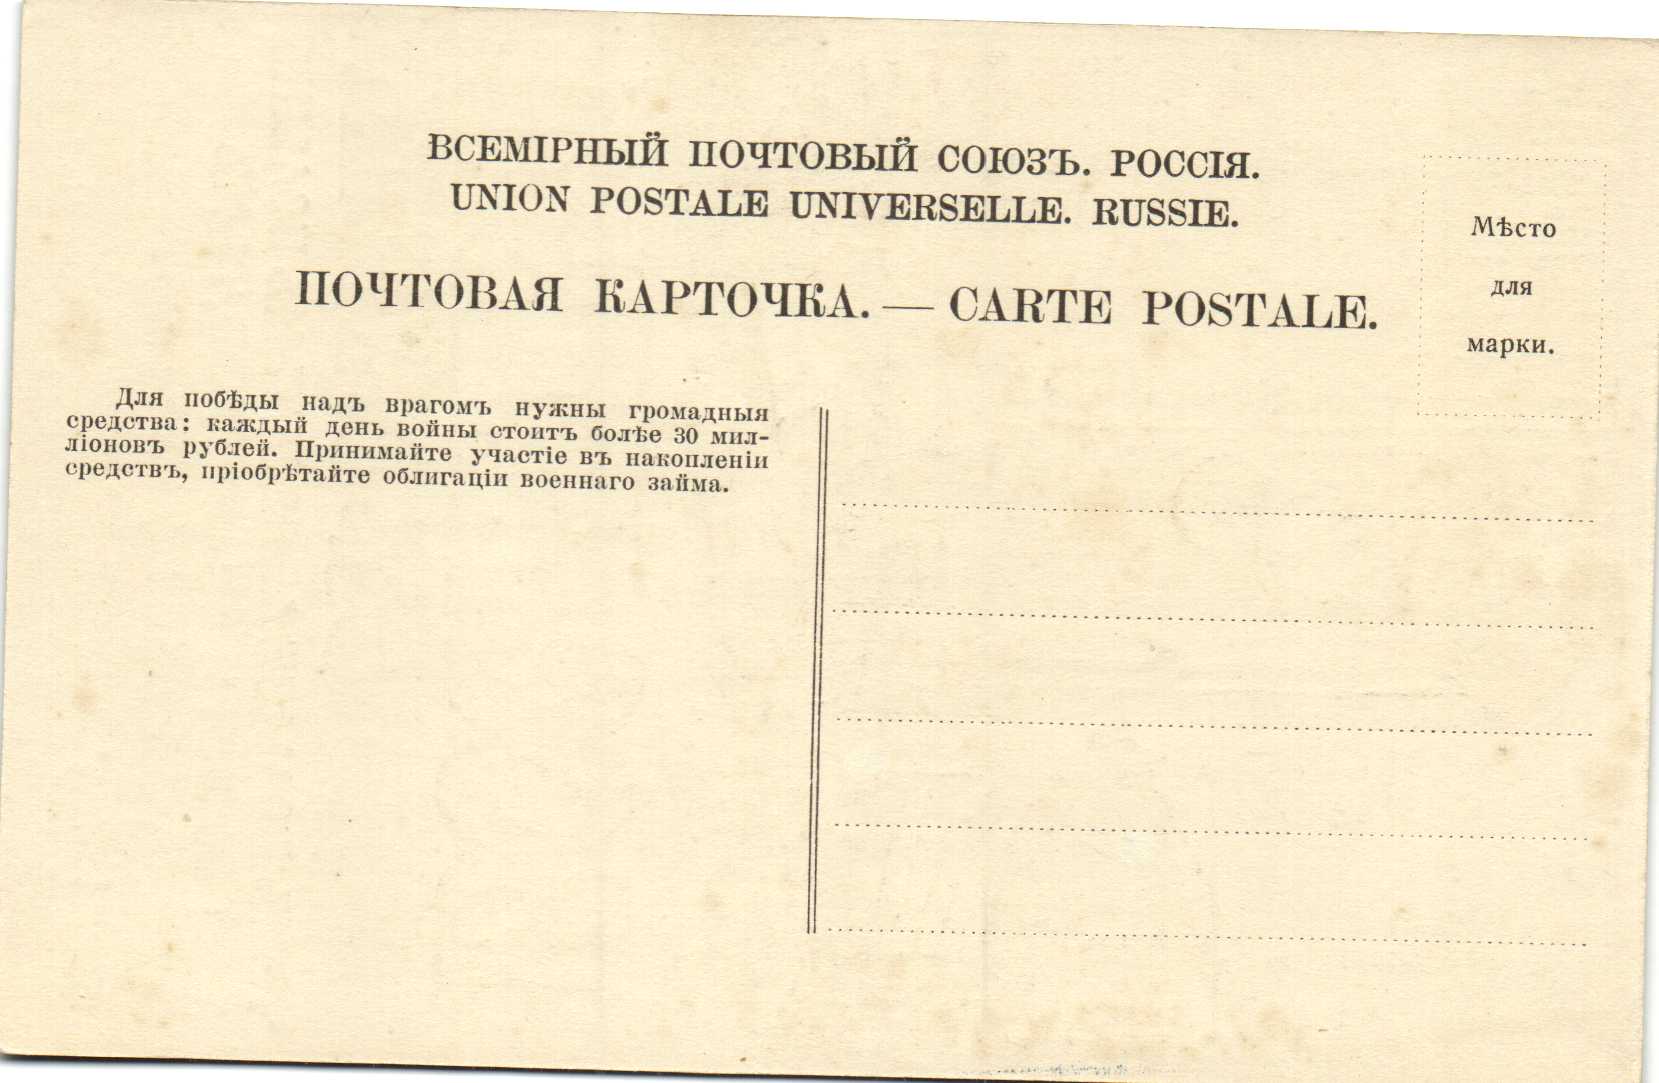 ВСЕМІРНЫЙ ПОЧТОВЫЙ СОЮЗЪ. РОССІЯ.
UNION POSTALE UNIVERSELLE. RUSSIE.
ПОЧТОВАЯ КАРТОЧКА. — CARTE POSTALE.
Мѣсто
для
марки.
Для побѣды надъ врагомъ нужны громадныя
средства: каждый день войны стоитъ болѣе 30 мил-
ліоновъ рублей. Принимайте участіе въ накопленіи
средствъ, пріобрѣтайте облигаціи военнаго займа.